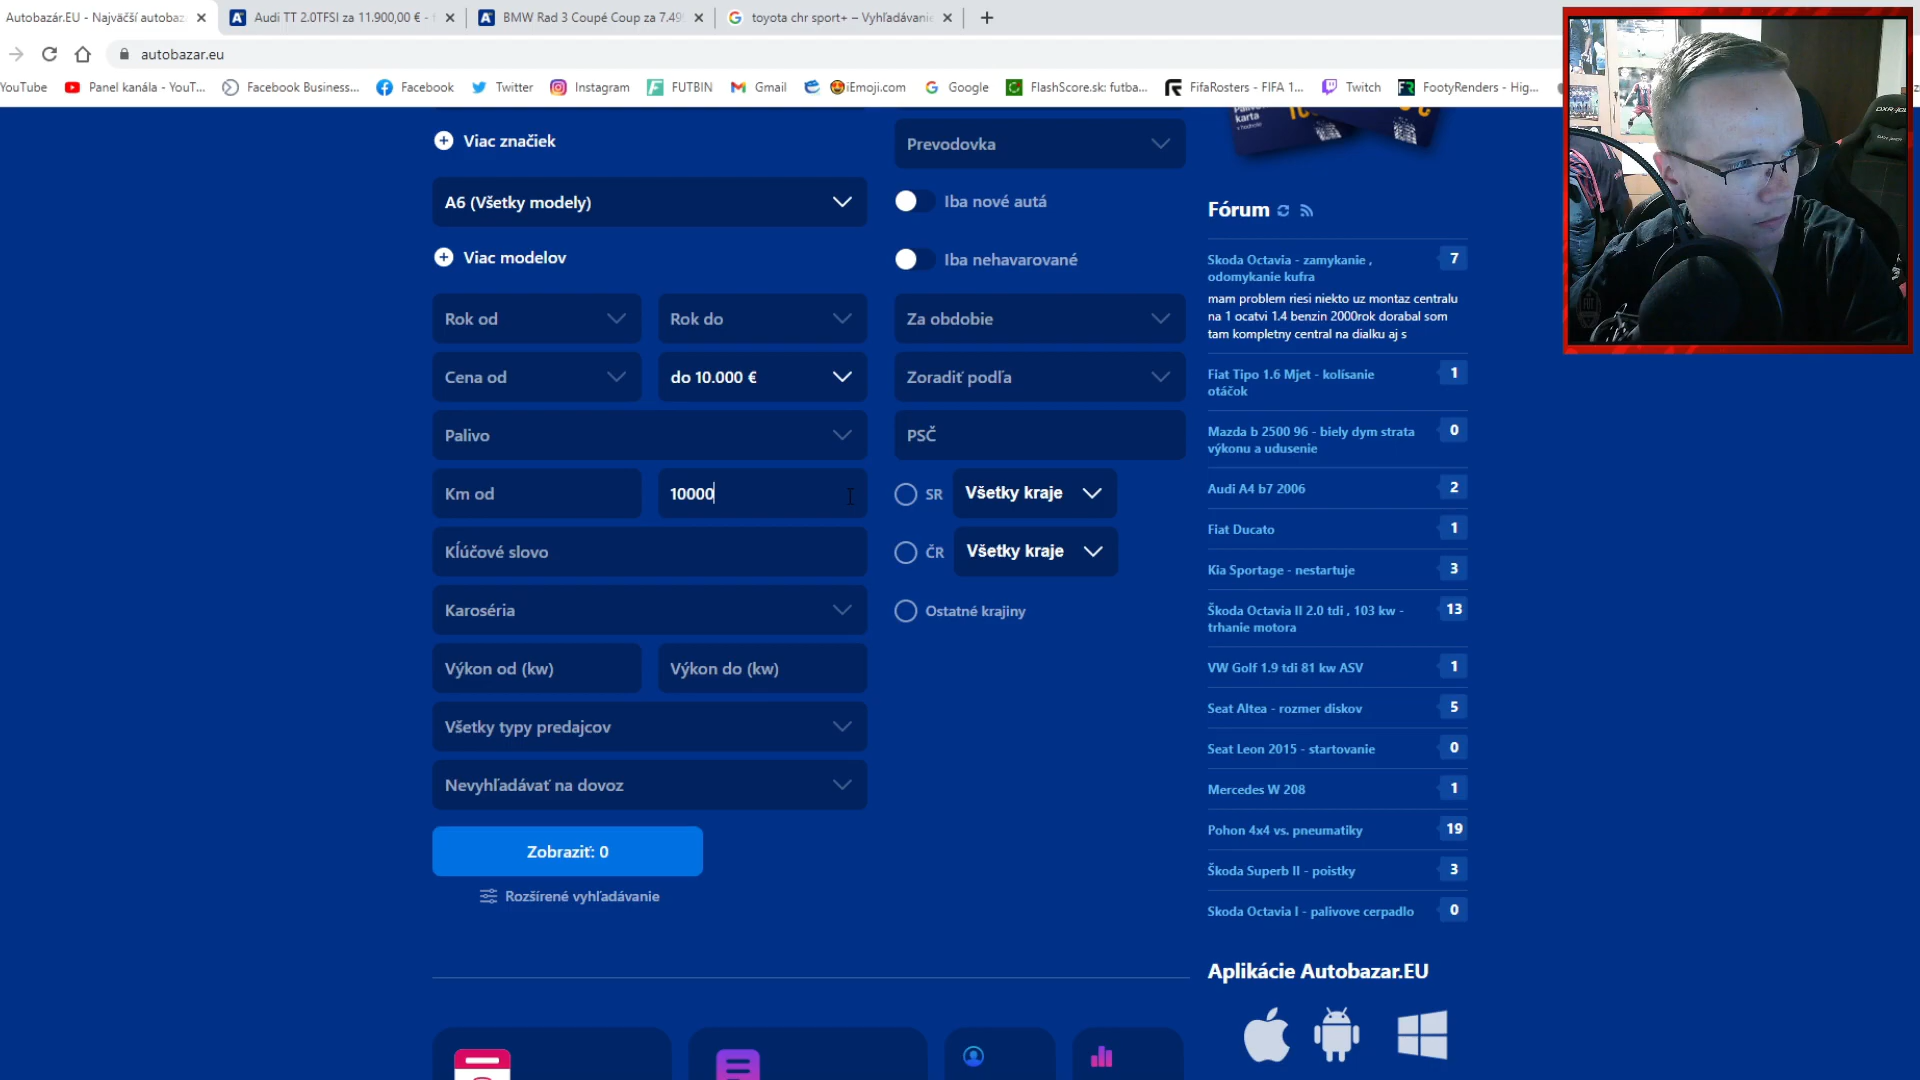 Autobazár.EU - Najväčší autobaz
Audi TT 2.0TFSI za 11.900,00 € -
BMW Rad 3 Coupé Coup za 7.49
toyota chr sport+ – Vyhľadávanie
autobazar.eu
YouTube
Panel kanála - YouT...
Facebook Business...
Facebook
Twitter
Instagram
FUTBIN
Gmail
iEmoji.com
Google
FlashScore.sk: futba...
FifaRosters - FIFA 1...
Twitch
FootyRenders - Hig...
Viac značiek
A6 (Všetky modely)
Viac modelov
Rok od
Rok do
Cena od
do 10.000 €
Palivo
Km od
10000
Kĺúčové slovo
Karoséria
Výkon od (kw)
Výkon do (kw)
Všetky typy predajcov
Nevyhľadávať na dovoz
Zobraziť: 0
Rozšírené vyhľadávanie
Prevodovka
Iba nové autá
Iba nehavarované
Za obdobie
Zoradiť podľa
PSČ
SR
Všetky kraje
ČR
Všetky kraje
Ostatné krajiny
karta
Fórum
Skoda Octavia - zamykanie ,
odomykanie kufra
7
mam problem riesi niekto uz montaz centralu
na 1 ocatvi 1.4 benzin 2000rok dorabal som
tam kompletny central na dialku aj s
Fiat Tipo 1.6 Mjet - kolísanie
otáčok
1
Mazda b 2500 96 - biely dym strata
výkonu a udusenie
0
Audi A4 b7 2006
2
Fiat Ducato
1
Kia Sportage - nestartuje
3
Škoda Octavia II 2.0 tdi , 103 kw -
trhanie motora
13
VW Golf 1.9 tdi 81 kw ASV
1
Seat Altea - rozmer diskov
5
Seat Leon 2015 - startovanie
0
Mercedes W 208
1
Pohon 4x4 vs. pneumatiky
19
Škoda Superb II - poistky
3
Skoda Octavia I - palivove cerpadlo
0
Aplikácie Autobazar.EU